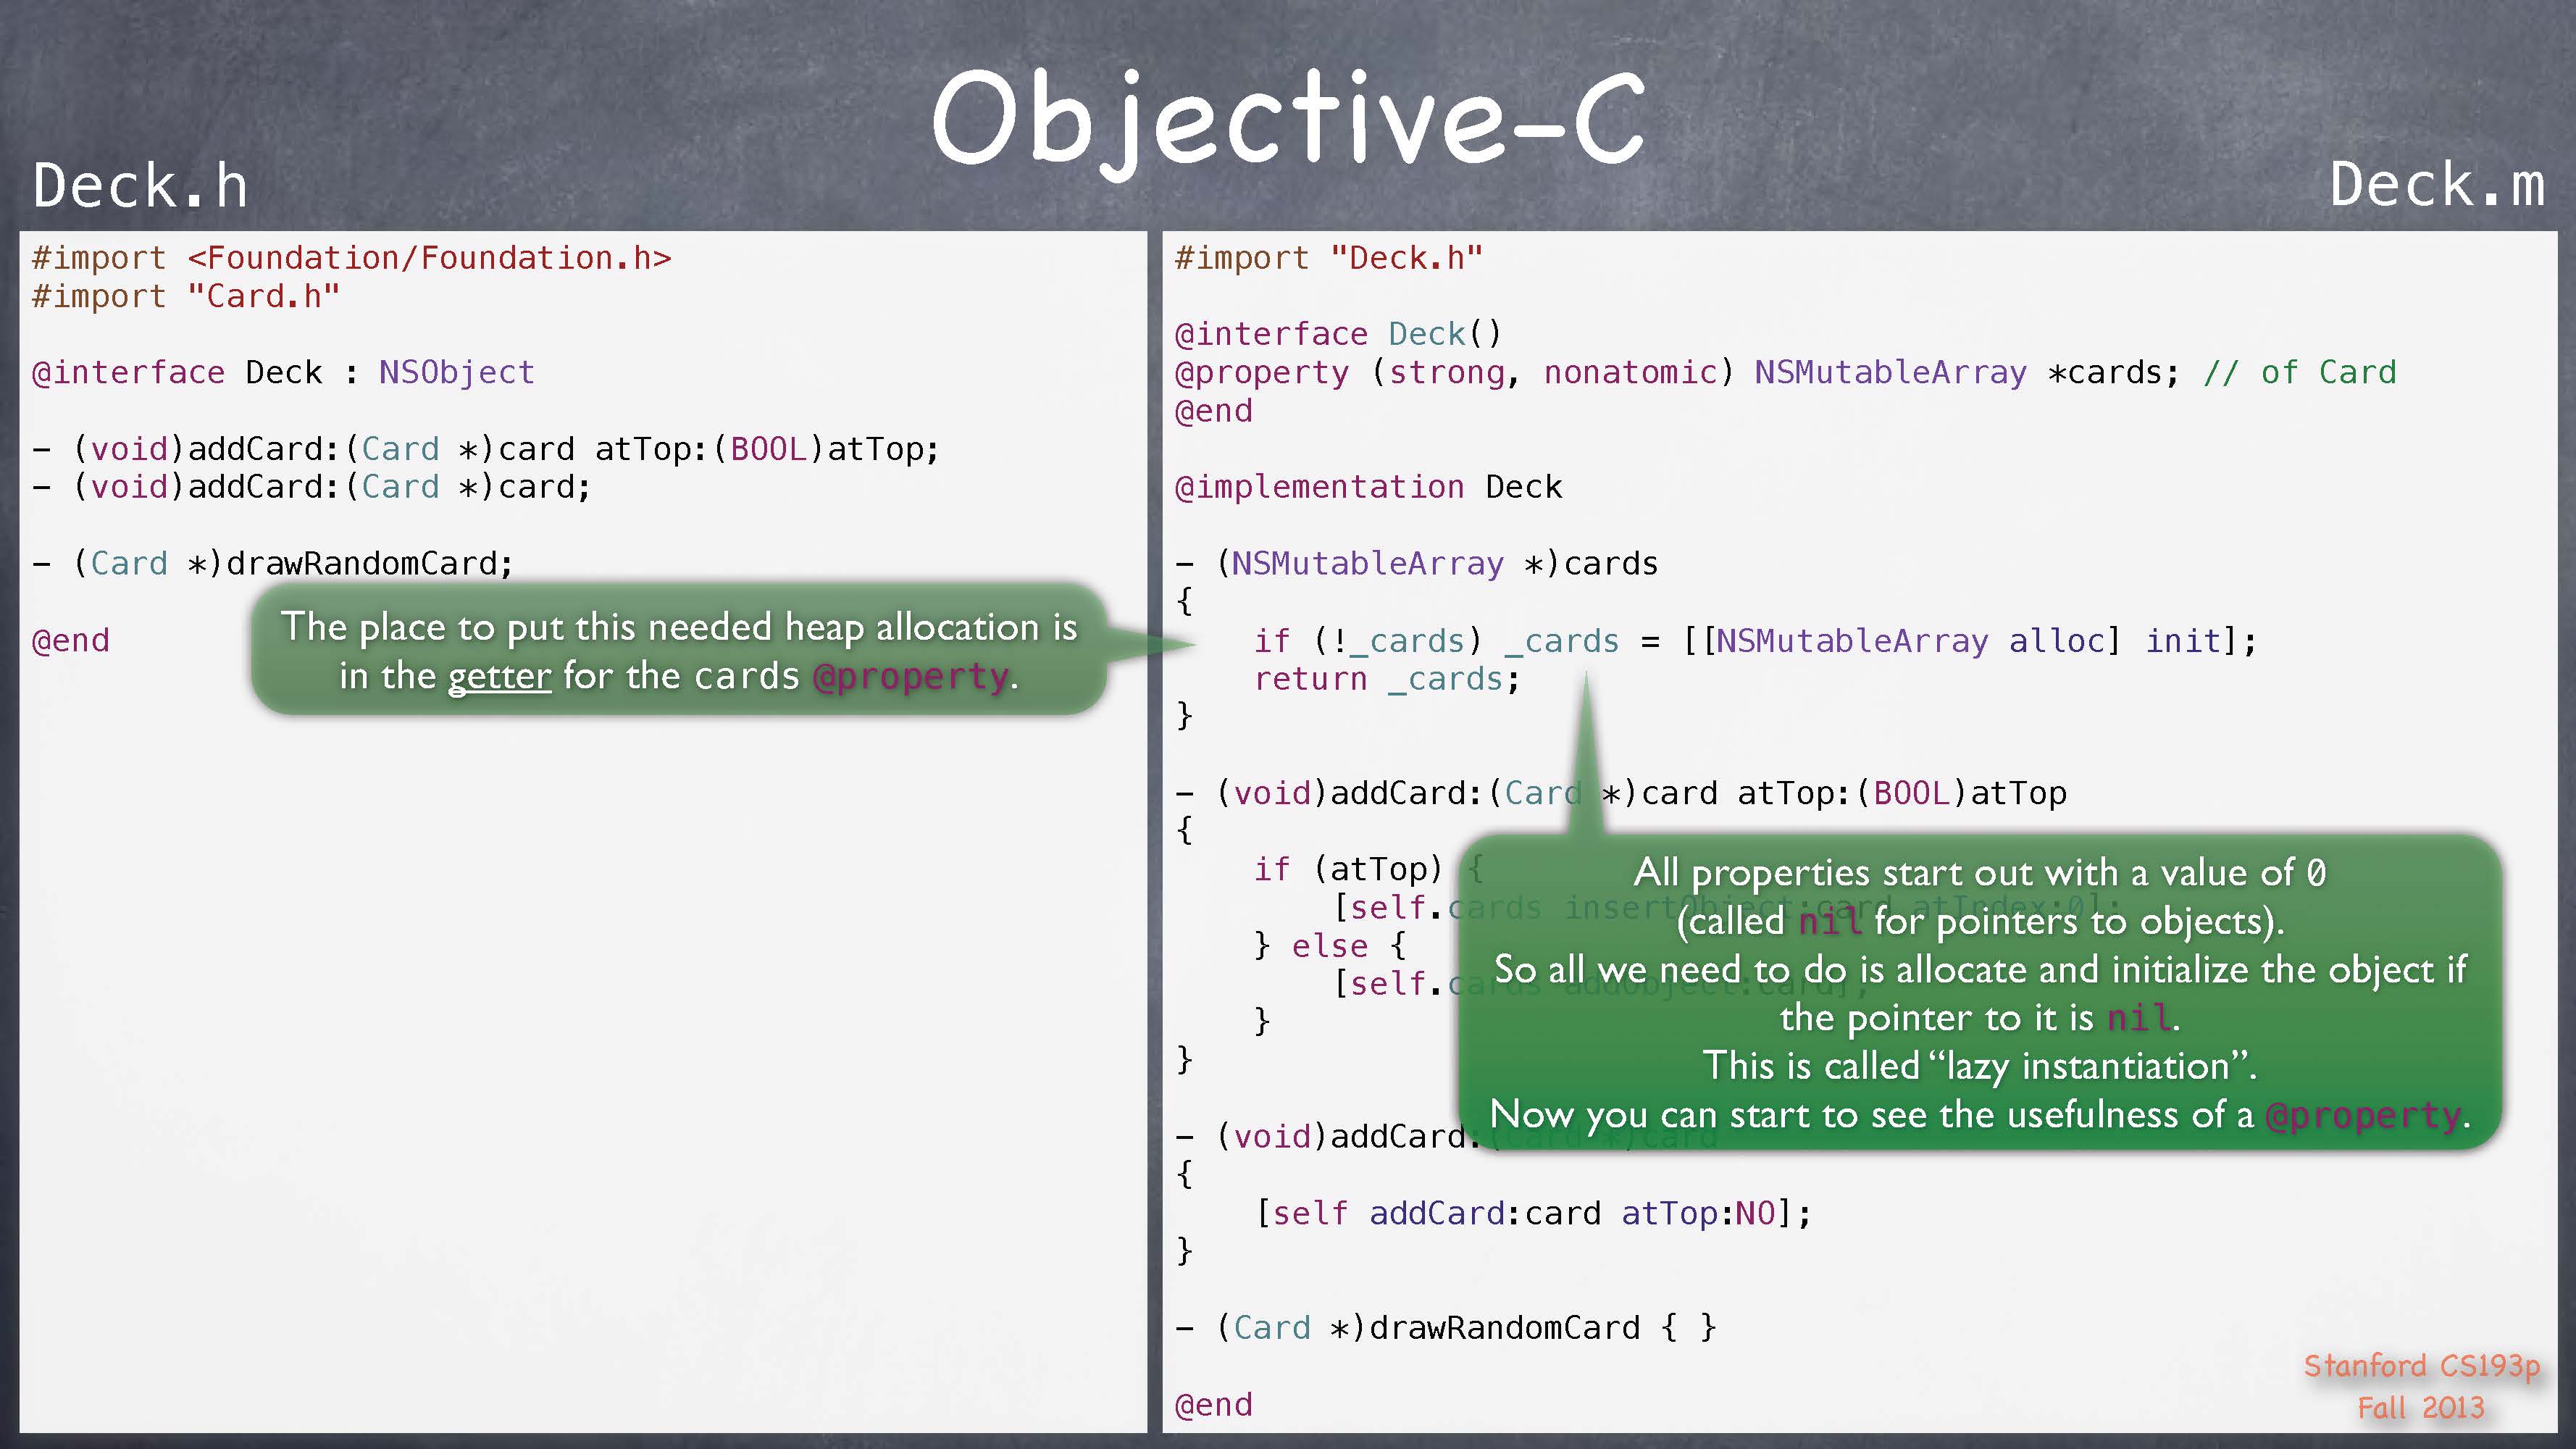 Objective-C
Deck.h
Deck.m
#import <Foundation/Foundation.h>
#import "Card.h"
@interface Deck : NSObject
- (void)addCard:(Card *)card atTop:(BOOL)atTop;
- (void)addCard:(Card *)card;
- (Card *)drawRandomCard;
@end
The place to put this needed heap allocation is
in the getter for the cards @property.
#import "Deck.h"
@interface Deck()
@property (strong, nonatomic) NSMutableArray *cards; // of Card
@end
@implementation Deck
- (NSMutableArray *)cards
{
    if (!_cards) _cards = [[NSMutableArray alloc] init];
    return _cards;
}
- (void)addCard:(Card *)card atTop:(BOOL)atTop
{
    if (atTop) {
        [self.cards insertObject:card atIndex:0];
    } else {
        [self.cards addObject:card];
    }
}
- (void)addCard:(Card *)card
{
    [self addCard:card atTop:NO];
}
- (Card *)drawRandomCard { }
@end
All properties start out with a value of 0
(called nil for pointers to objects).
So all we need to do is allocate and initialize the object if
the pointer to it is nil.
This is called “lazy instantiation”.
Now you can start to see the usefulness of a @property.
Stanford CS193p
Fall 2013